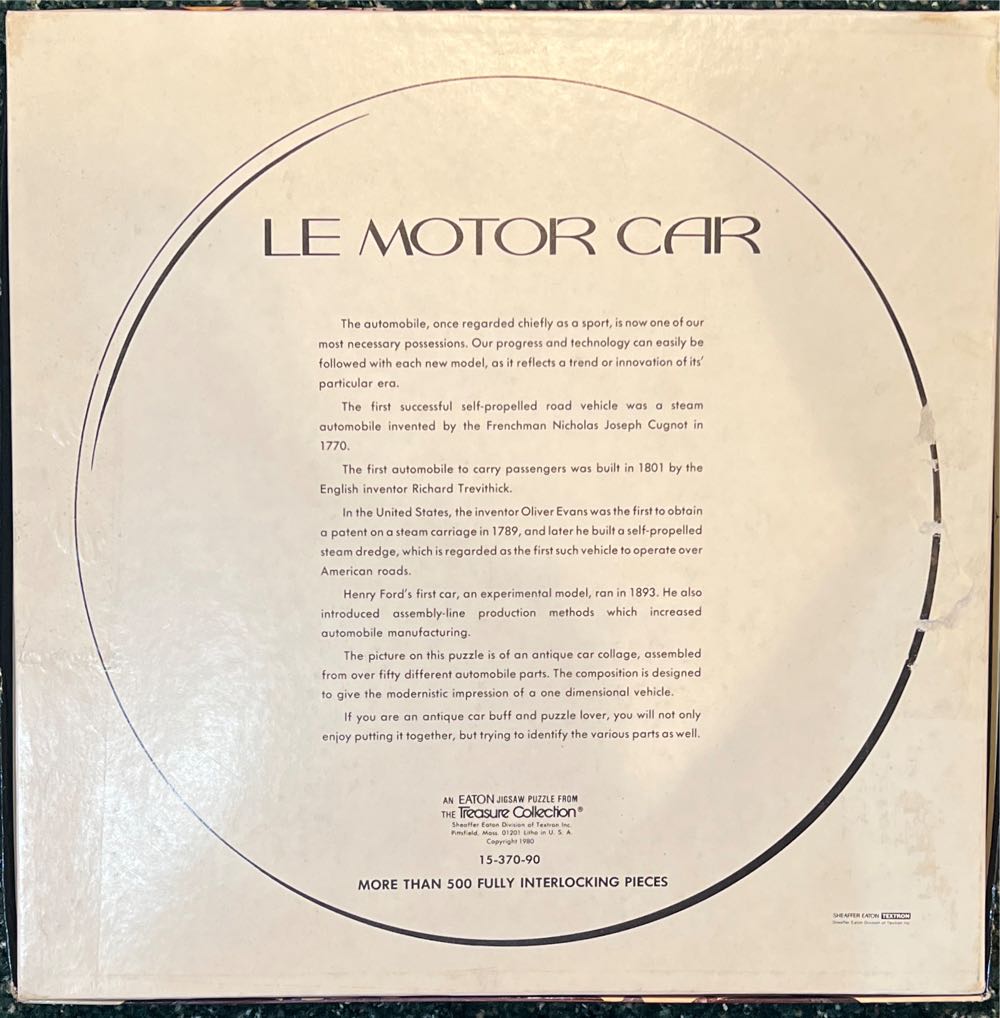 LE MOTOR CAR
The automobile, once regarded chiefly as a sport, is now one of our
most necessary possessions. Our progress and technology can easily be
followed with each new model, as it reflects a trend or innovation of its'
particular era.
The first successful self-propelled road vehicle was a steam
automobile invented by the Frenchman Nicholas Joseph Cugnot in
1770.
The first automobile to carry passengers was built in 1801 by the
English inventor Richard Trevithick.
In the United States, the inventor Oliver Evans was the first to obtain
a patent on a steam carriage in 1789, and later he built a self-propelled
steam dredge, which is regarded as the first such vehicle to operate over
American roads.
Henry Ford's first car, an experimental model, ran in 1893. He also
introduced assembly-line production methods which increased
automobile manufacturing.
The picture on this puzzle is of an antique car collage, assembled
from over fifty different automobile parts. The composition is designed
to give the modernistic impression of a one dimensional vehicle.
If you are an antique car buff and puzzle lover, you will not only
enjoy putting it together, but trying to identify the various parts as well.
AN EATON JIGSAW PUZZLE FROM
THE Treasure Collection®
Sheaffer Eaton Division of Textron Inc.
Pittsfield, Mass. 01201 Litho in U. S. A.
Copyright 1980
15-370-90
MORE THAN 500 FULLY INTERLOCKING PIECES
SHEAFFER EATON TEXTRON
Sheaffer Eaton Division of Textron Inc.